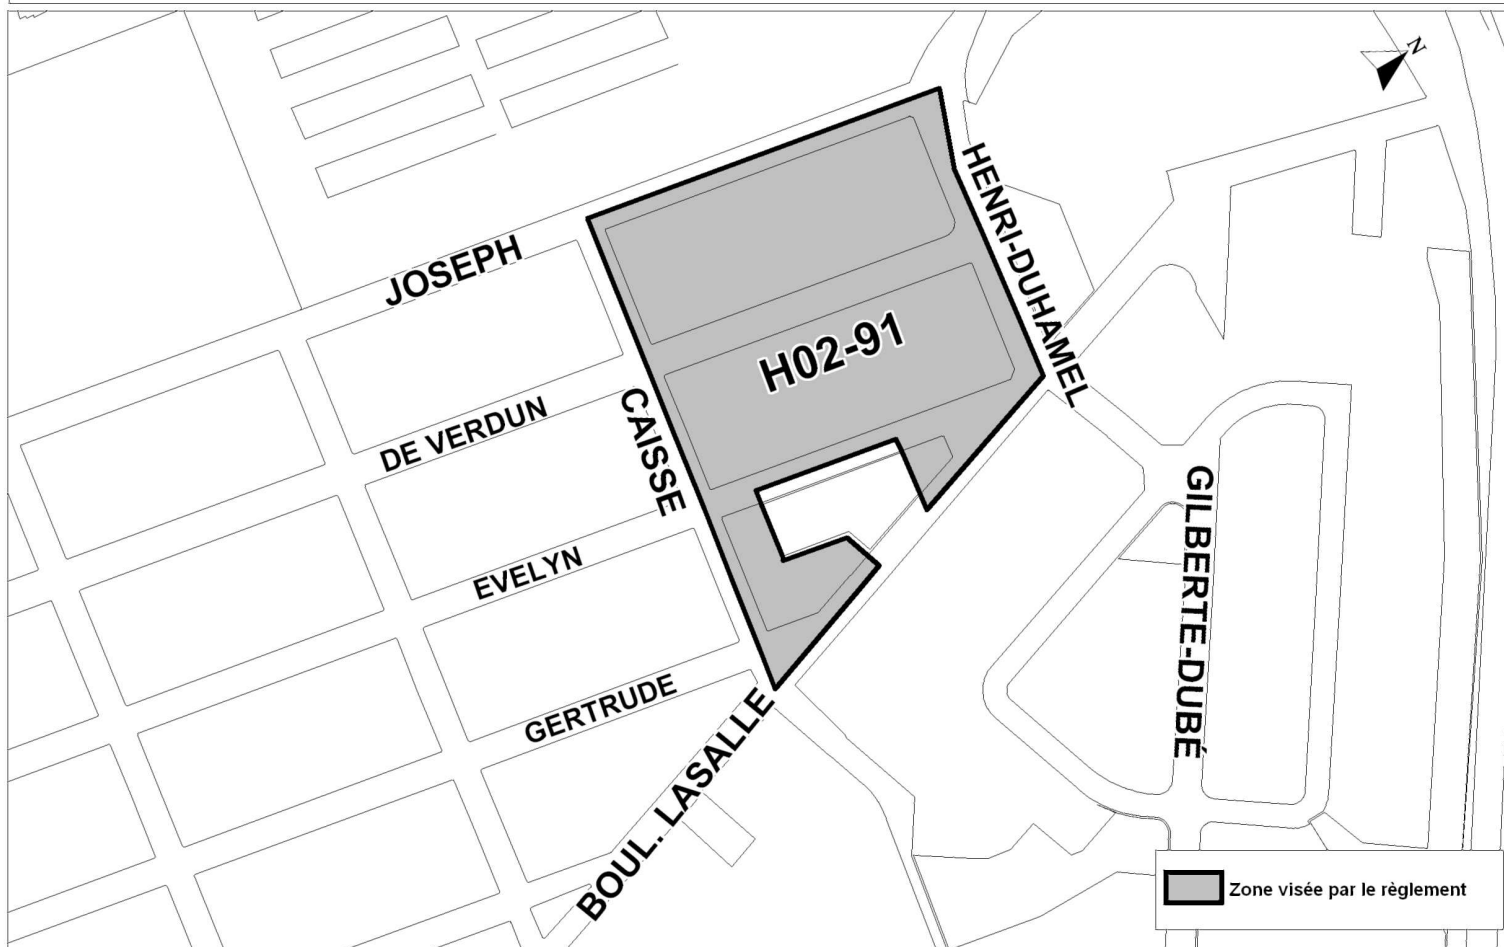 N
JOSEPH
HENRI-DUHAMEL
H02-91
DE VERDUN
CAISSE
EVELYN
GILBERTE-DUBÉ
GERTRUDE
BOUL. LASALLE
Zone visée par le règlement